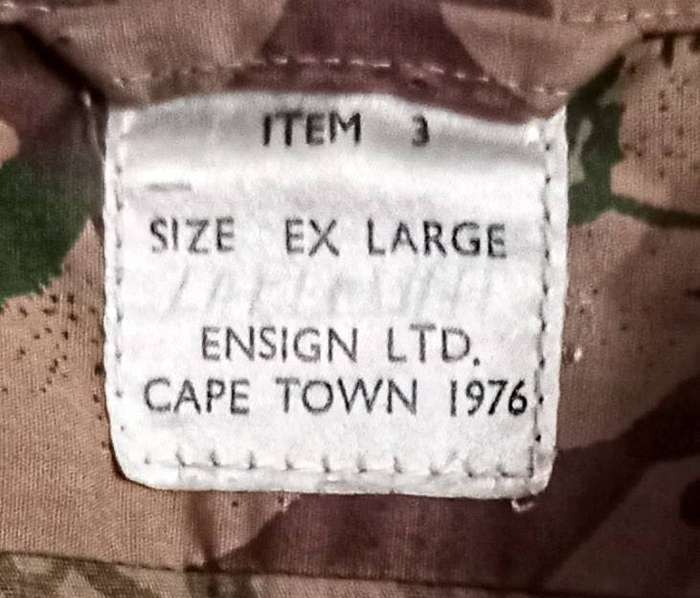 ITEM 3
SIZE EX LARGE
ENSIGN LTD.
CAPE TOWN 1976